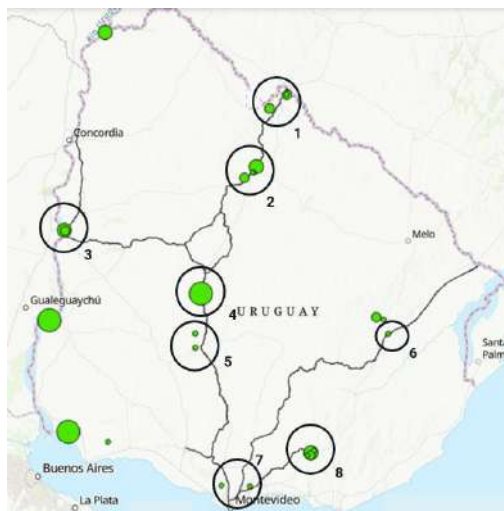 Concordia
1
2
3
Melo
Gualeguaychú
4
URUGUAY
5
6
Santa
Palm
7
8
Buenos Aires
Montevideo
La Plata